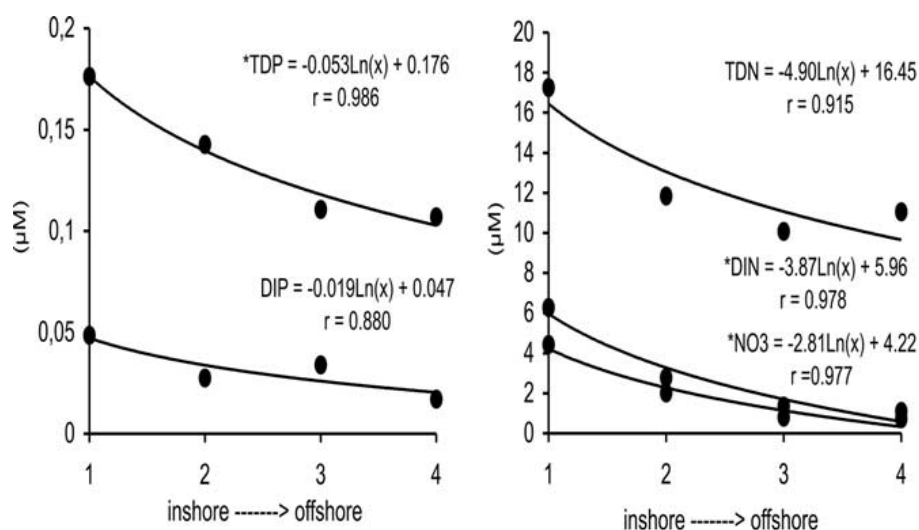 0,2
0,15
0,1
0,05
0
(µM)
*TDP = -0.053Ln(x) + 0.176
r = 0.986
DIP = -0.019Ln(x) + 0.047
r = 0.880
1 2 3 4
inshore -------> offshore
20
18
16
14
12
10
8
6
4
2
0
(µM)
TDN = -4.90Ln(x) + 16.45
r = 0.915
*DIN = -3.87Ln(x) + 5.96
r = 0.978
*NO3 = -2.81Ln(x) + 4.22
r =0.977
1 2 3 4
inshore -------> offshore